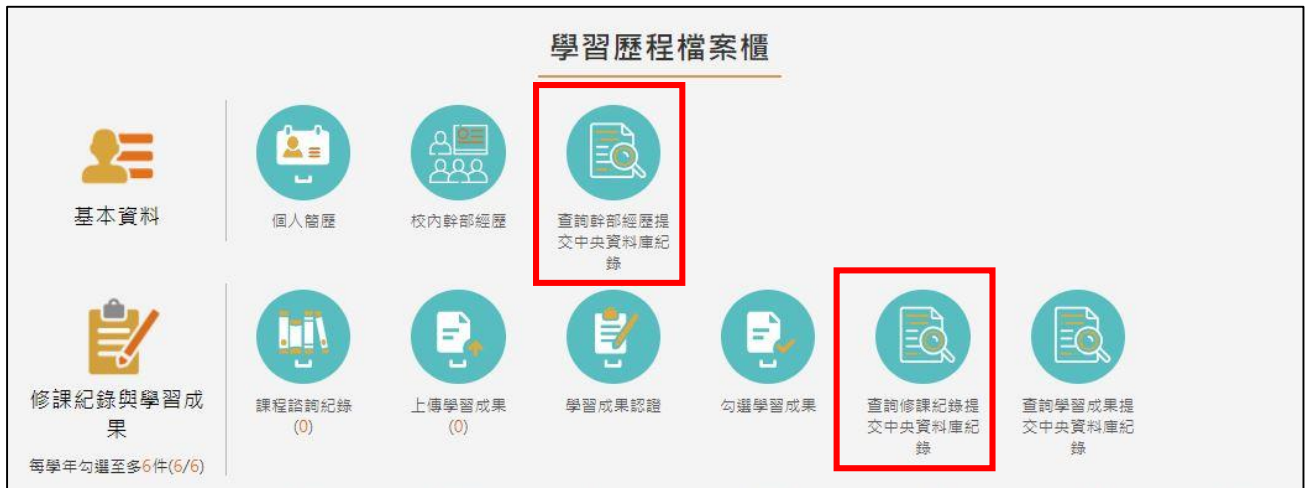 學習歷程檔案櫃
基本資料
個人簡歷
校內幹部經歷
查詢幹部經歷提
交中央資料庫紀
錄
修課紀錄與學習成
果
每學年勾選至多6件(6/6)
課程諮詢紀錄
(0)
上傳學習成果
(0)
學習成果認證
勾選學習成果
查詢修課紀錄提
交中央資料庫紀
錄
查詢學習成果提
交中央資料庫紀
錄